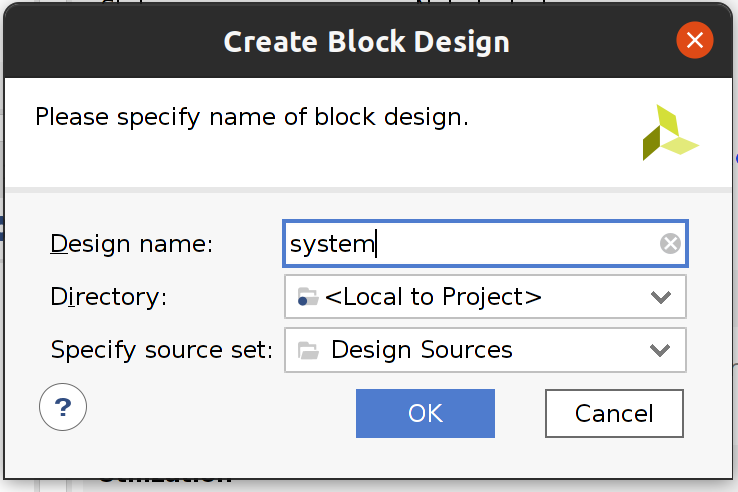 Create Block Design
Please specify name of block design.
Design name: system
Directory: <Local to Project>
Specify source set: Design Sources
? OK Cancel